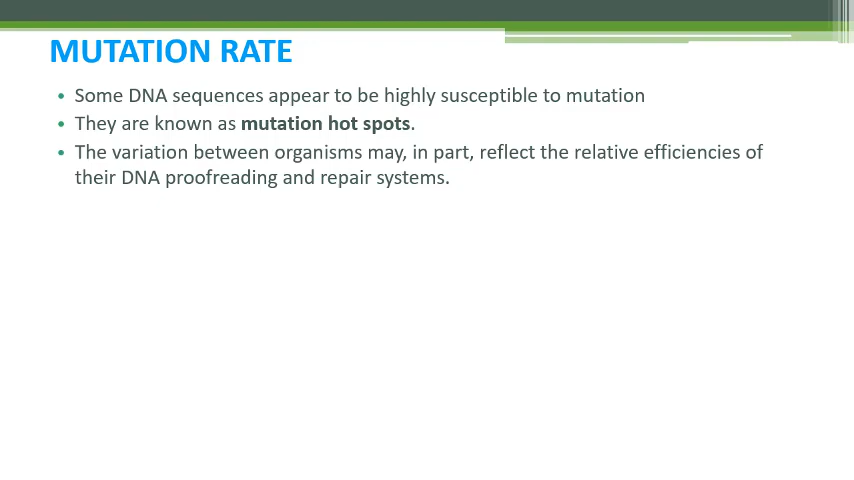 MUTATION RATE
• Some DNA sequences appear to be highly susceptible to mutation
• They are known as mutation hot spots.
• The variation between organisms may, in part, reflect the relative efficiencies of
their DNA proofreading and repair systems.